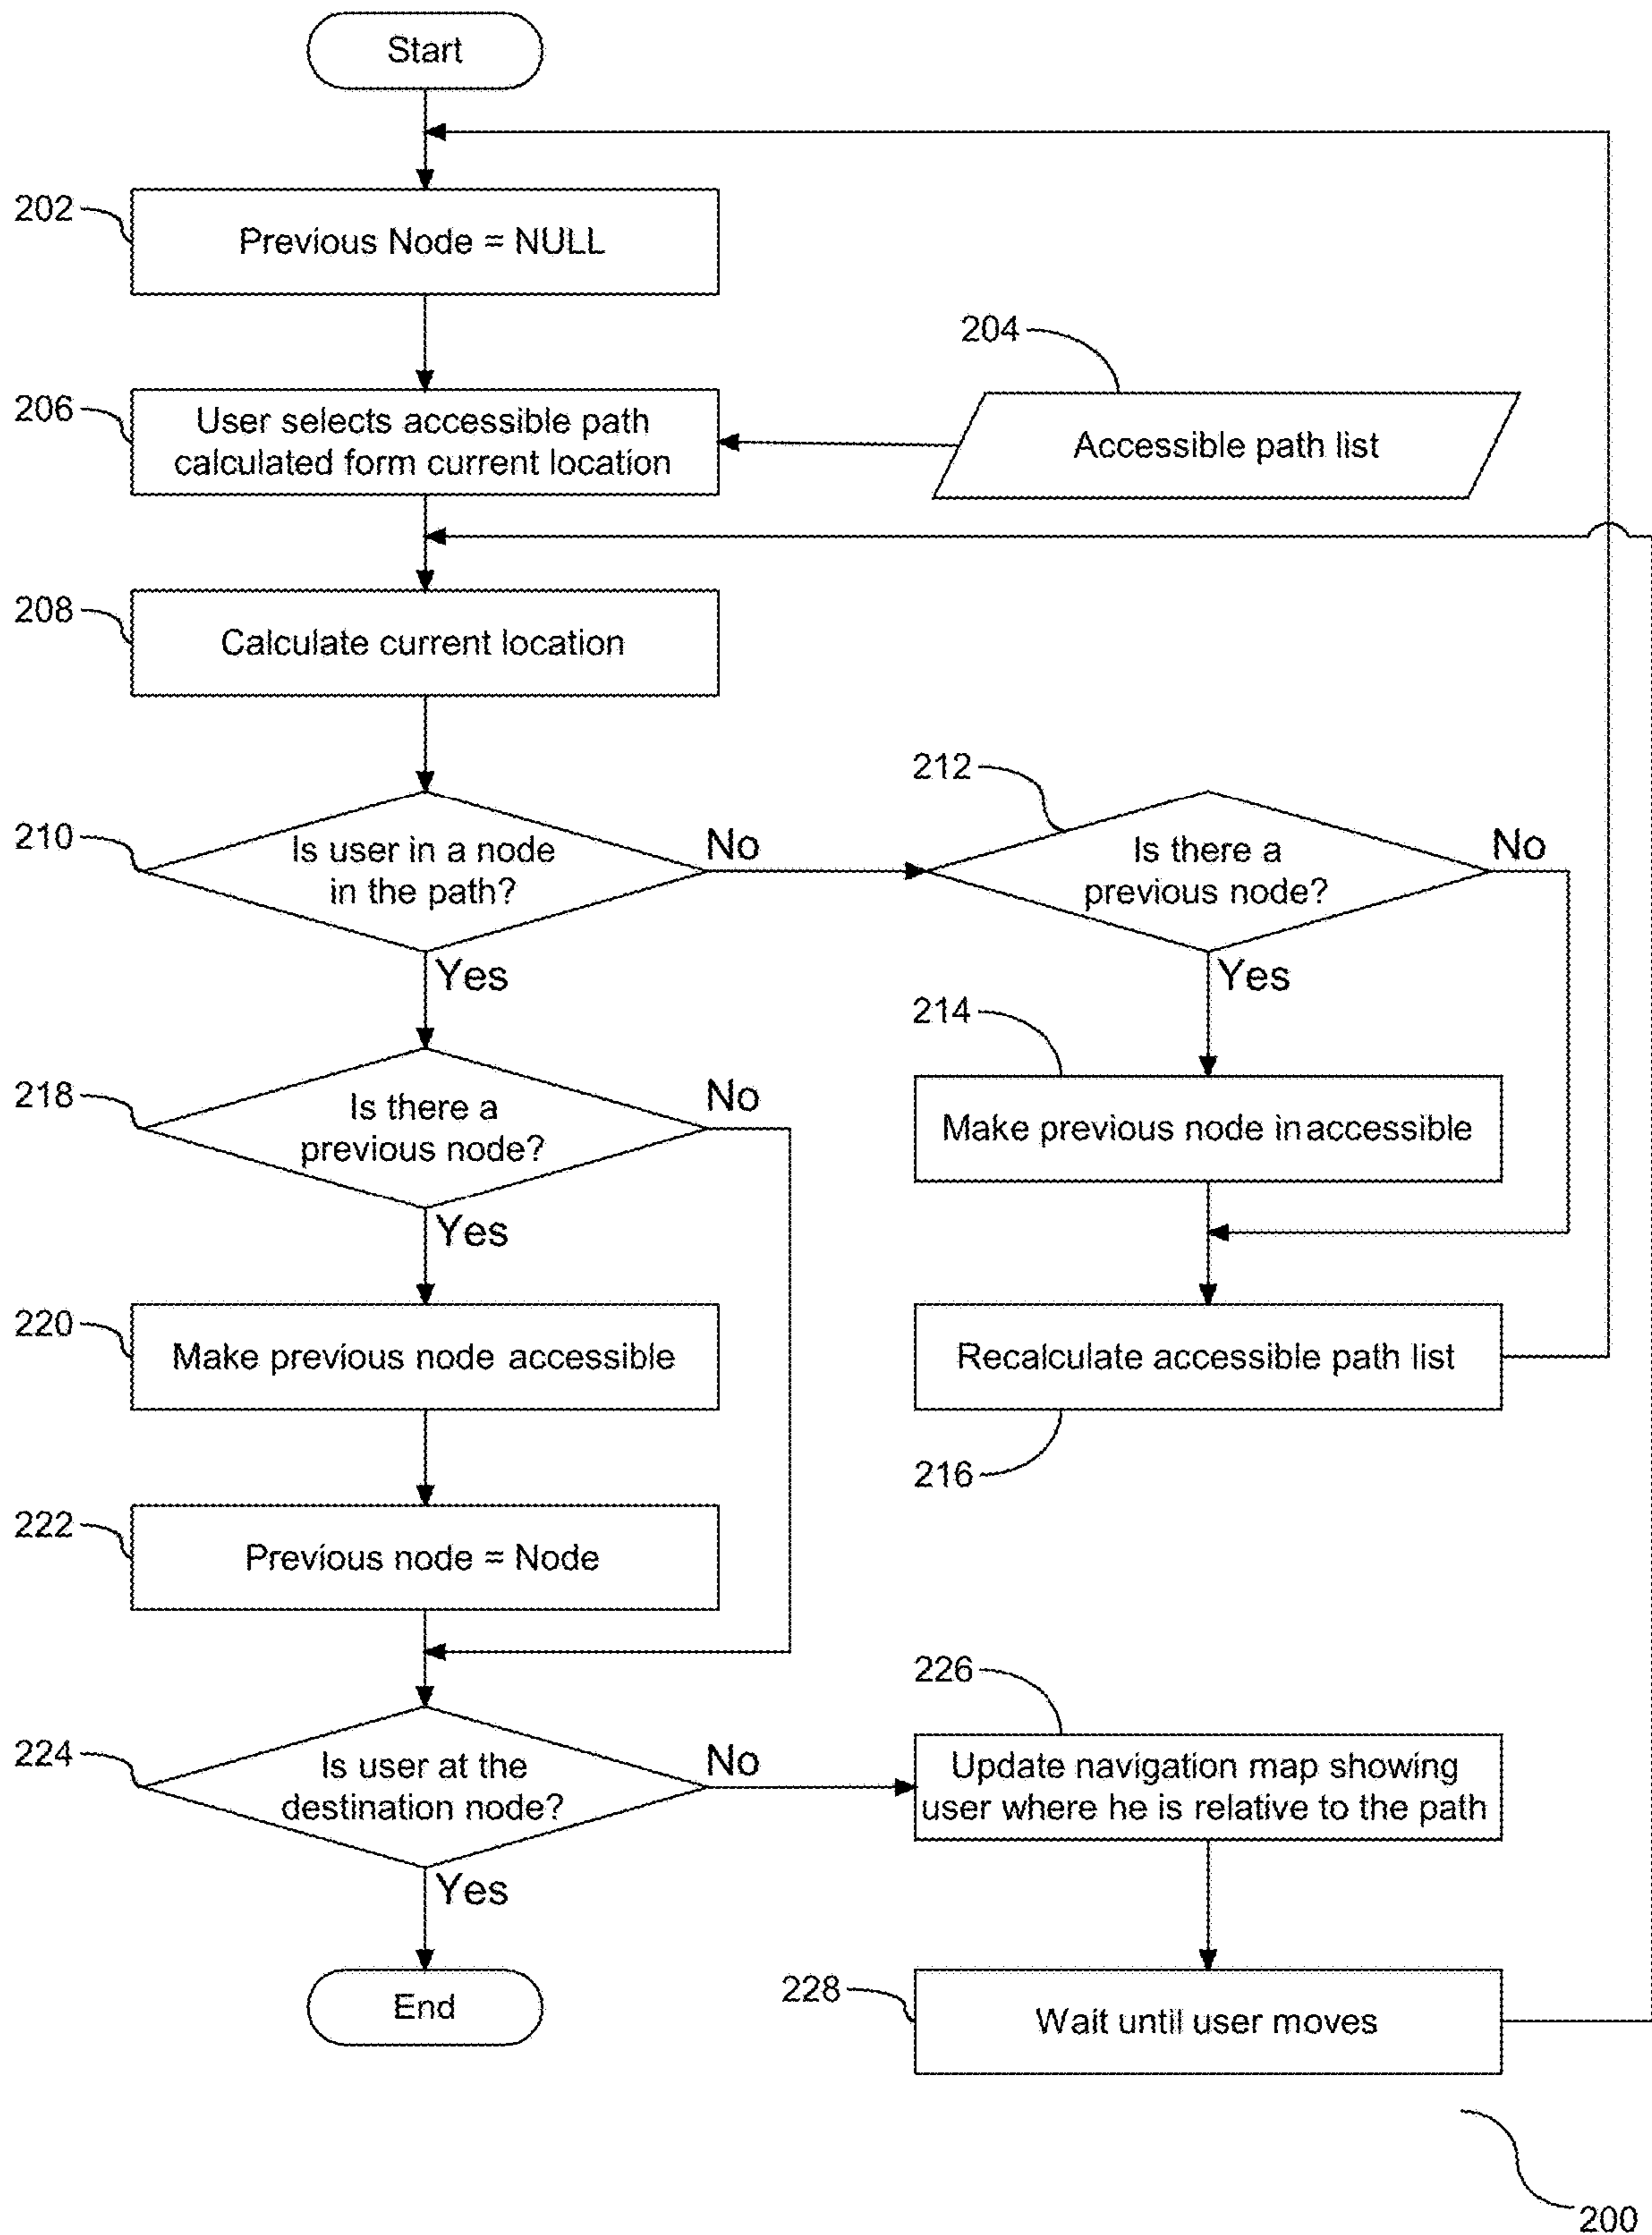 Start
202
Previous Node = NULL
204
206
User selects accessible path
calculated form current location
Accessible path list
208
Calculate current location
210
Is user in a node
in the path?
No
212
Is there a
previous node?
No
Yes
Yes
214
Make previous node inaccessible
218
Is there a
previous node?
No
Yes
220
Make previous node accessible
Recalculate accessible path list
216
222
Previous node = Node
224
Is user at the
destination node?
No
226
Update navigation map showing
user where he is relative to the path
Yes
End
228
Wait until user moves
200